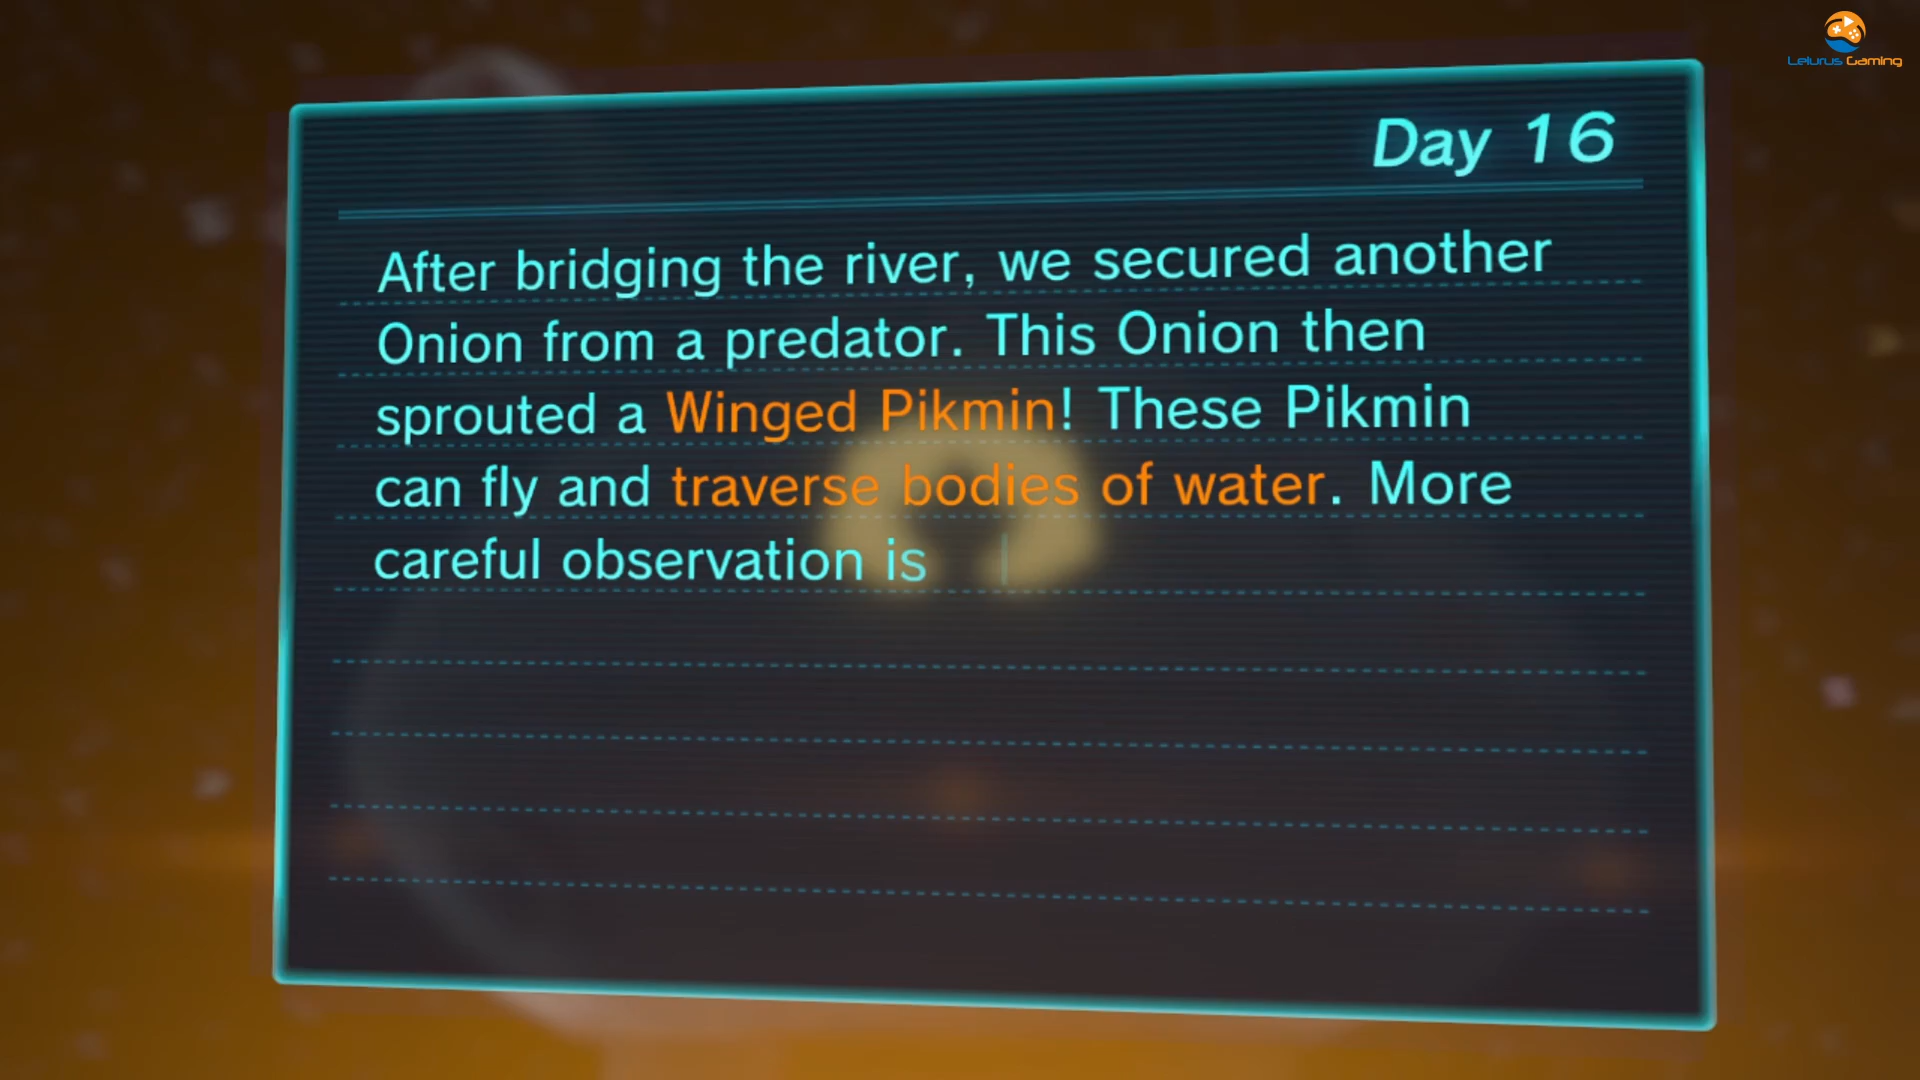 Lelurus Gaming
Day 16
After bridging the river, we secured another
Onion from a predator. This Onion then
sprouted a Winged Pikmin! These Pikmin
can fly and traverse bodies of water. More
careful observation is